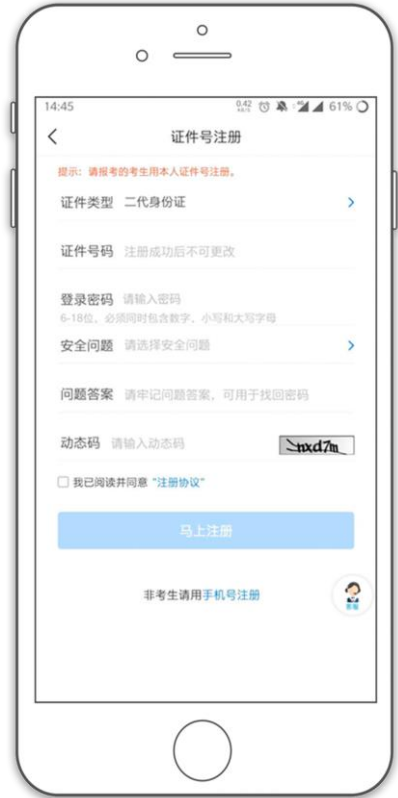 14:45 0.42 KB/S 4G 61%
证件号注册
提示：请报考的考生用本人证件号注册。
证件类型 二代身份证
证件号码 注册成功后不可更改
登录密码 请输入密码
6-18位、必须同时包含数字、小写和大写字母
安全问题 请选择安全问题
问题答案 请牢记问题答案，可用于找回密码
动态码 请输入动态码 nxd7m
我已阅读并同意 “注册协议”
马上注册
非考生请用手机号注册
客服